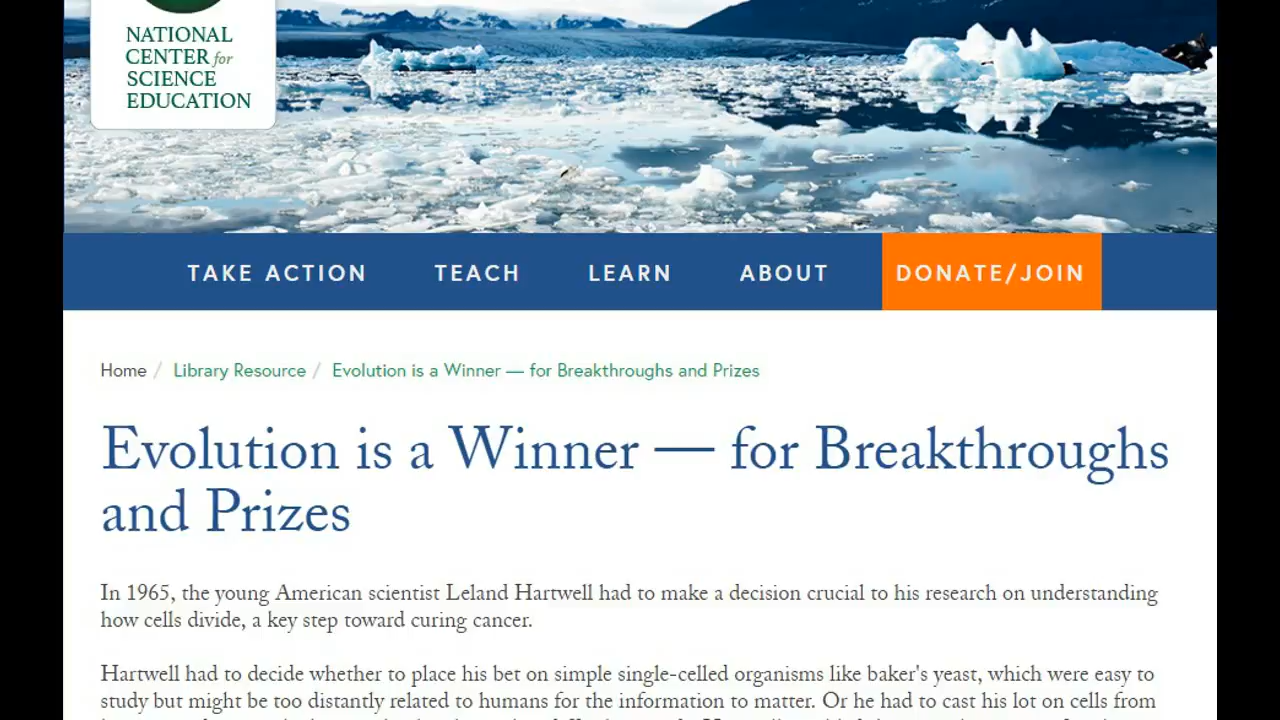 NATIONAL
CENTER for
SCIENCE
EDUCATION
TAKE ACTION TEACH LEARN ABOUT DONATE/JOIN
Home / Library Resource / Evolution is a Winner — for Breakthroughs and Prizes
Evolution is a Winner — for Breakthroughs
and Prizes
In 1965, the young American scientist Leland Hartwell had to make a decision crucial to his research on understanding
how cells divide, a key step toward curing cancer.
Hartwell had to decide whether to place his bet on simple single-celled organisms like baker's yeast, which were easy to
study but might be too distantly related to humans for the information to matter. Or he had to cast his lot on cells from